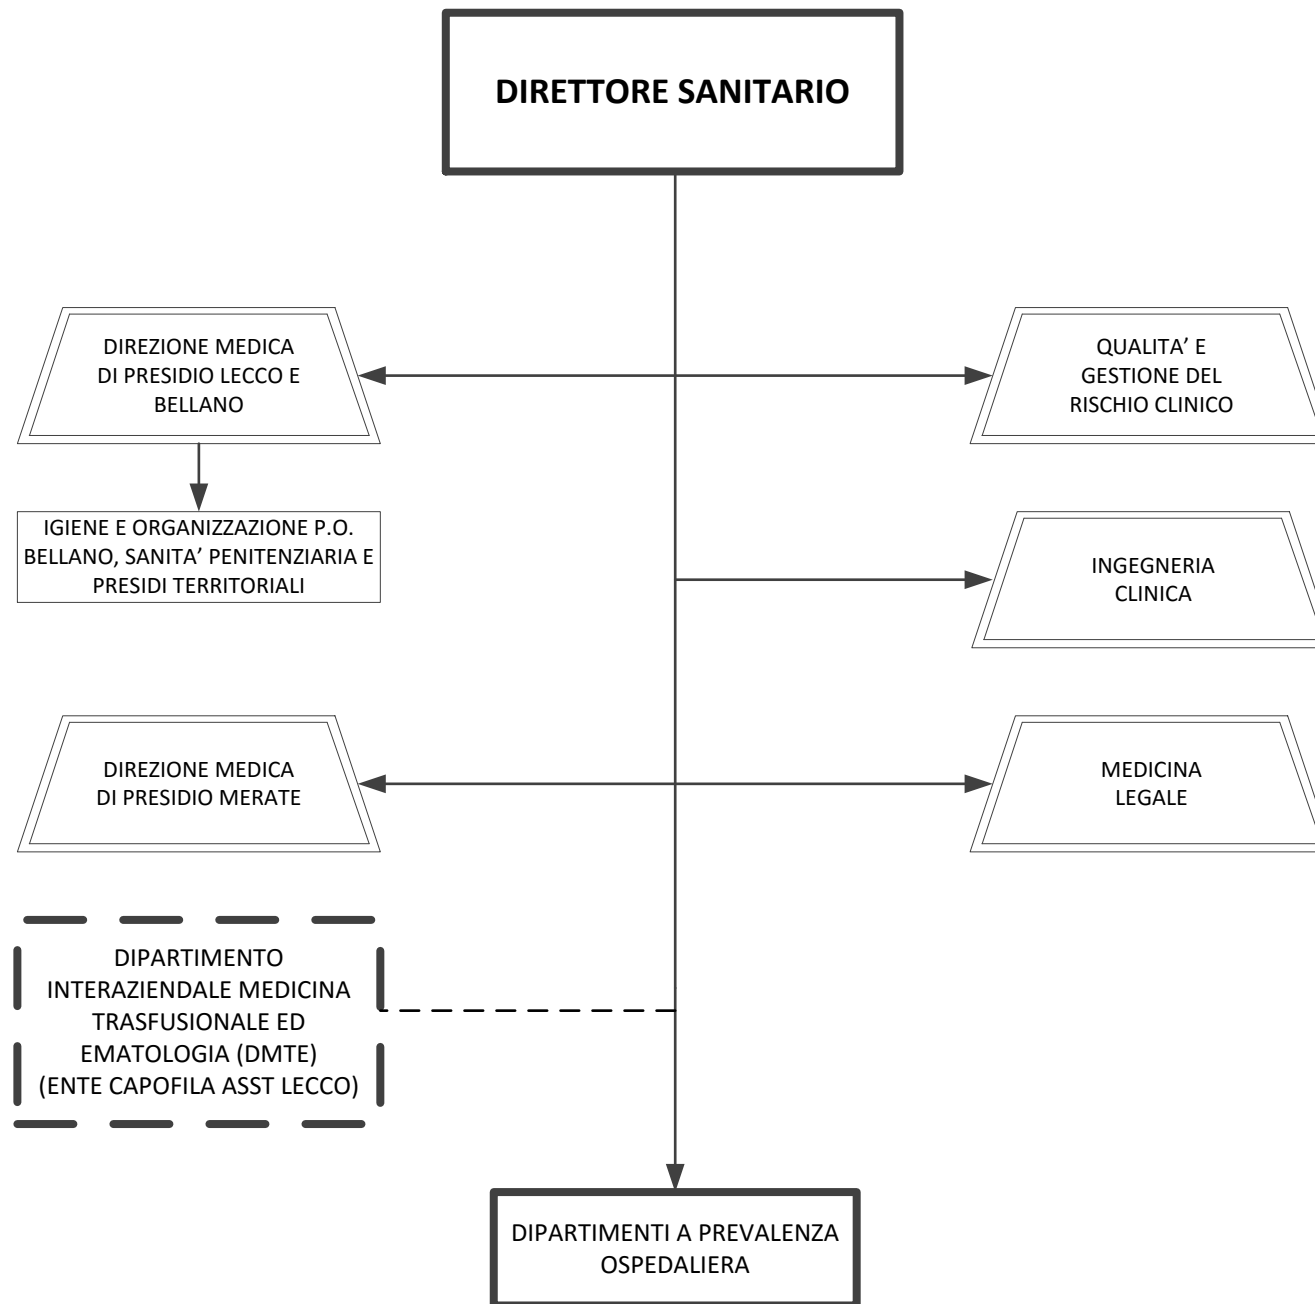 DIRETTORE SANITARIO
DIREZIONE MEDICA
DI PRESIDIO LECCO E
BELLANO
QUALITA’ E
GESTIONE DEL
RISCHIO CLINICO
IGIENE E ORGANIZZAZIONE P.O.
BELLANO, SANITA’ PENITENZIARIA E
PRESIDI TERRITORIALI
INGEGNERIA
CLINICA
DIREZIONE MEDICA
DI PRESIDIO MERATE
MEDICINA
LEGALE
DIPARTIMENTO
INTERAZIENDALE MEDICINA
TRASFUSIONALE ED
EMATOLOGIA (DMTE)
(ENTE CAPOFILA ASST LECCO)
DIPARTIMENTI A PREVALENZA
OSPEDALIERA